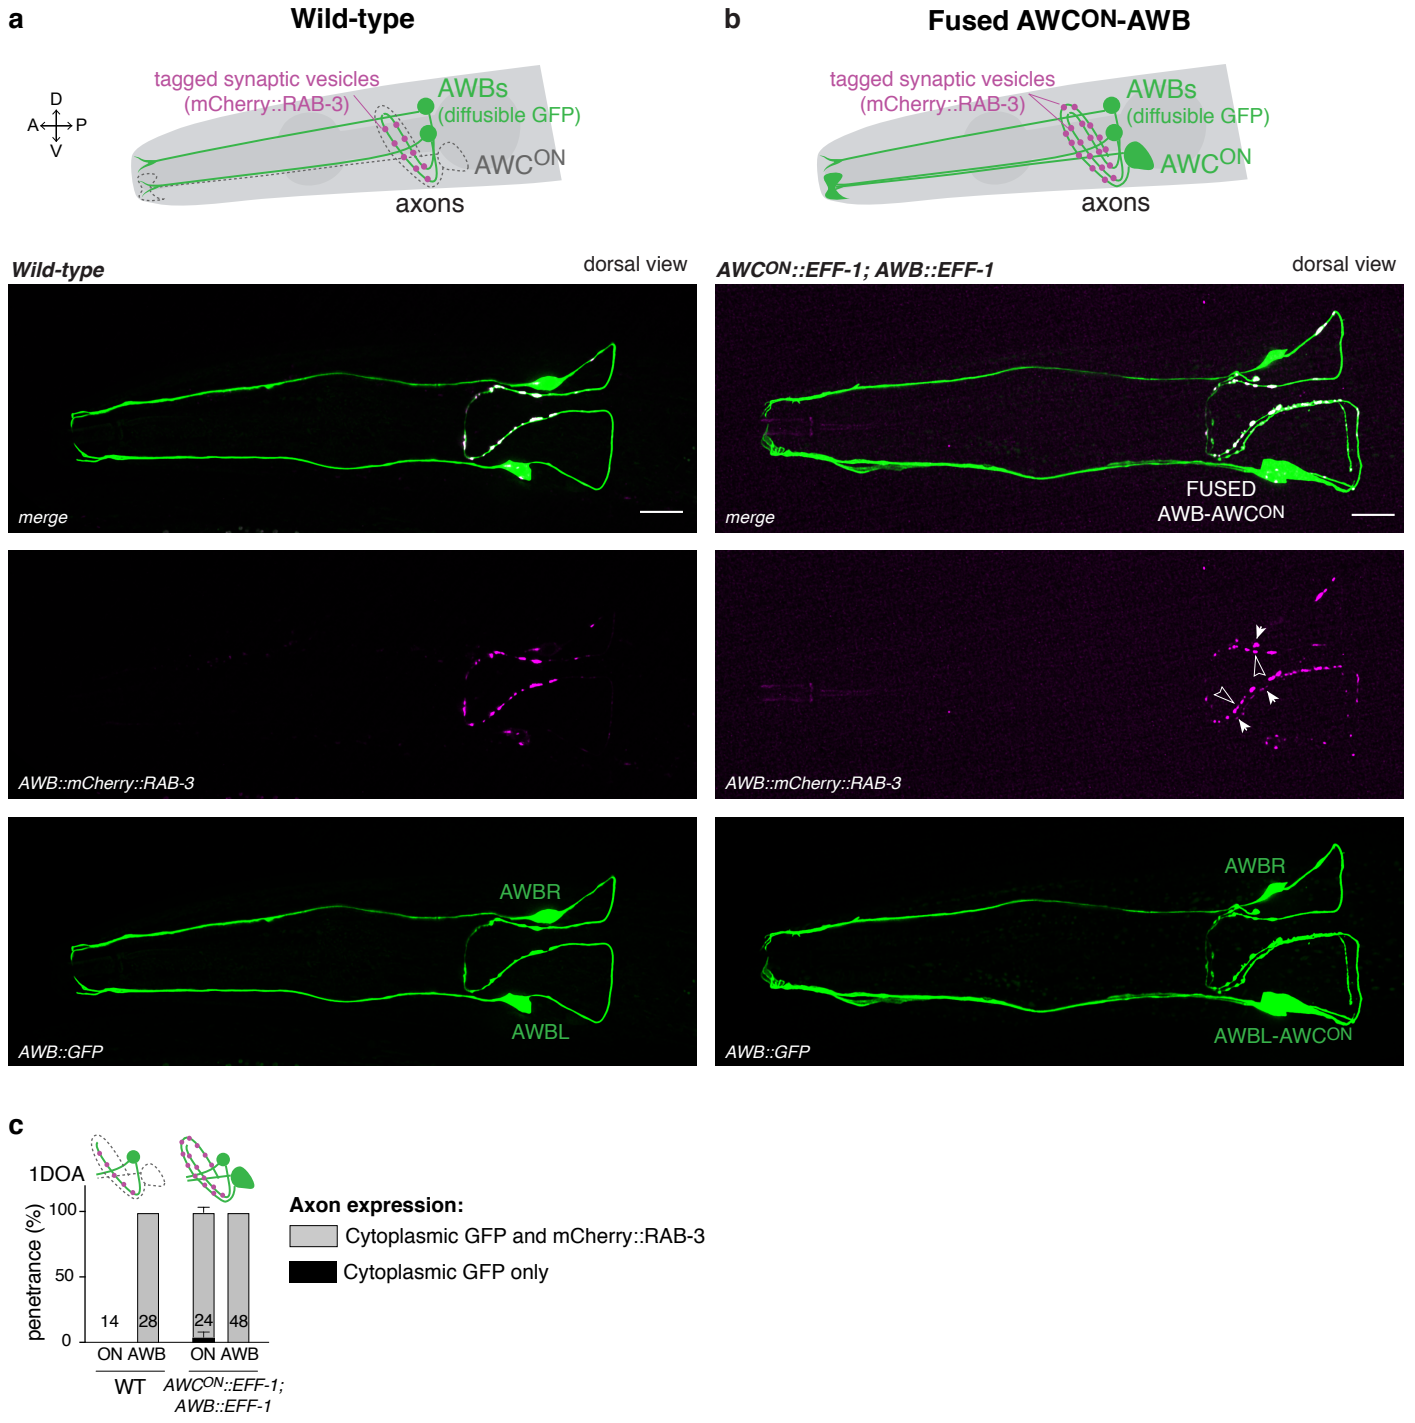 a
Wild-type
tagged synaptic vesicles
(mCherry::RAB-3)
AWBs
(diffusible GFP)
D
A
P
V
AWCON
axons
Wild-type
dorsal view
merge
AWB::mCherry::RAB-3
AWBR
AWBL
AWB::GFP
b
Fused AWCON-AWB
tagged synaptic vesicles
(mCherry::RAB-3)
AWBs
(diffusible GFP)
AWCON
axons
AWCON::EFF-1; AWB::EFF-1
dorsal view
FUSED
AWB-AWCON
merge
AWB::mCherry::RAB-3
AWBR
AWBL-AWCON
AWB::GFP
c
1DOA
penetrance (%)
100
50
0
14
28
24
48
ON AWB
ON AWB
WT
AWCON::EFF-1;
AWB::EFF-1
Axon expression:
Cytoplasmic GFP and mCherry::RAB-3
Cytoplasmic GFP only